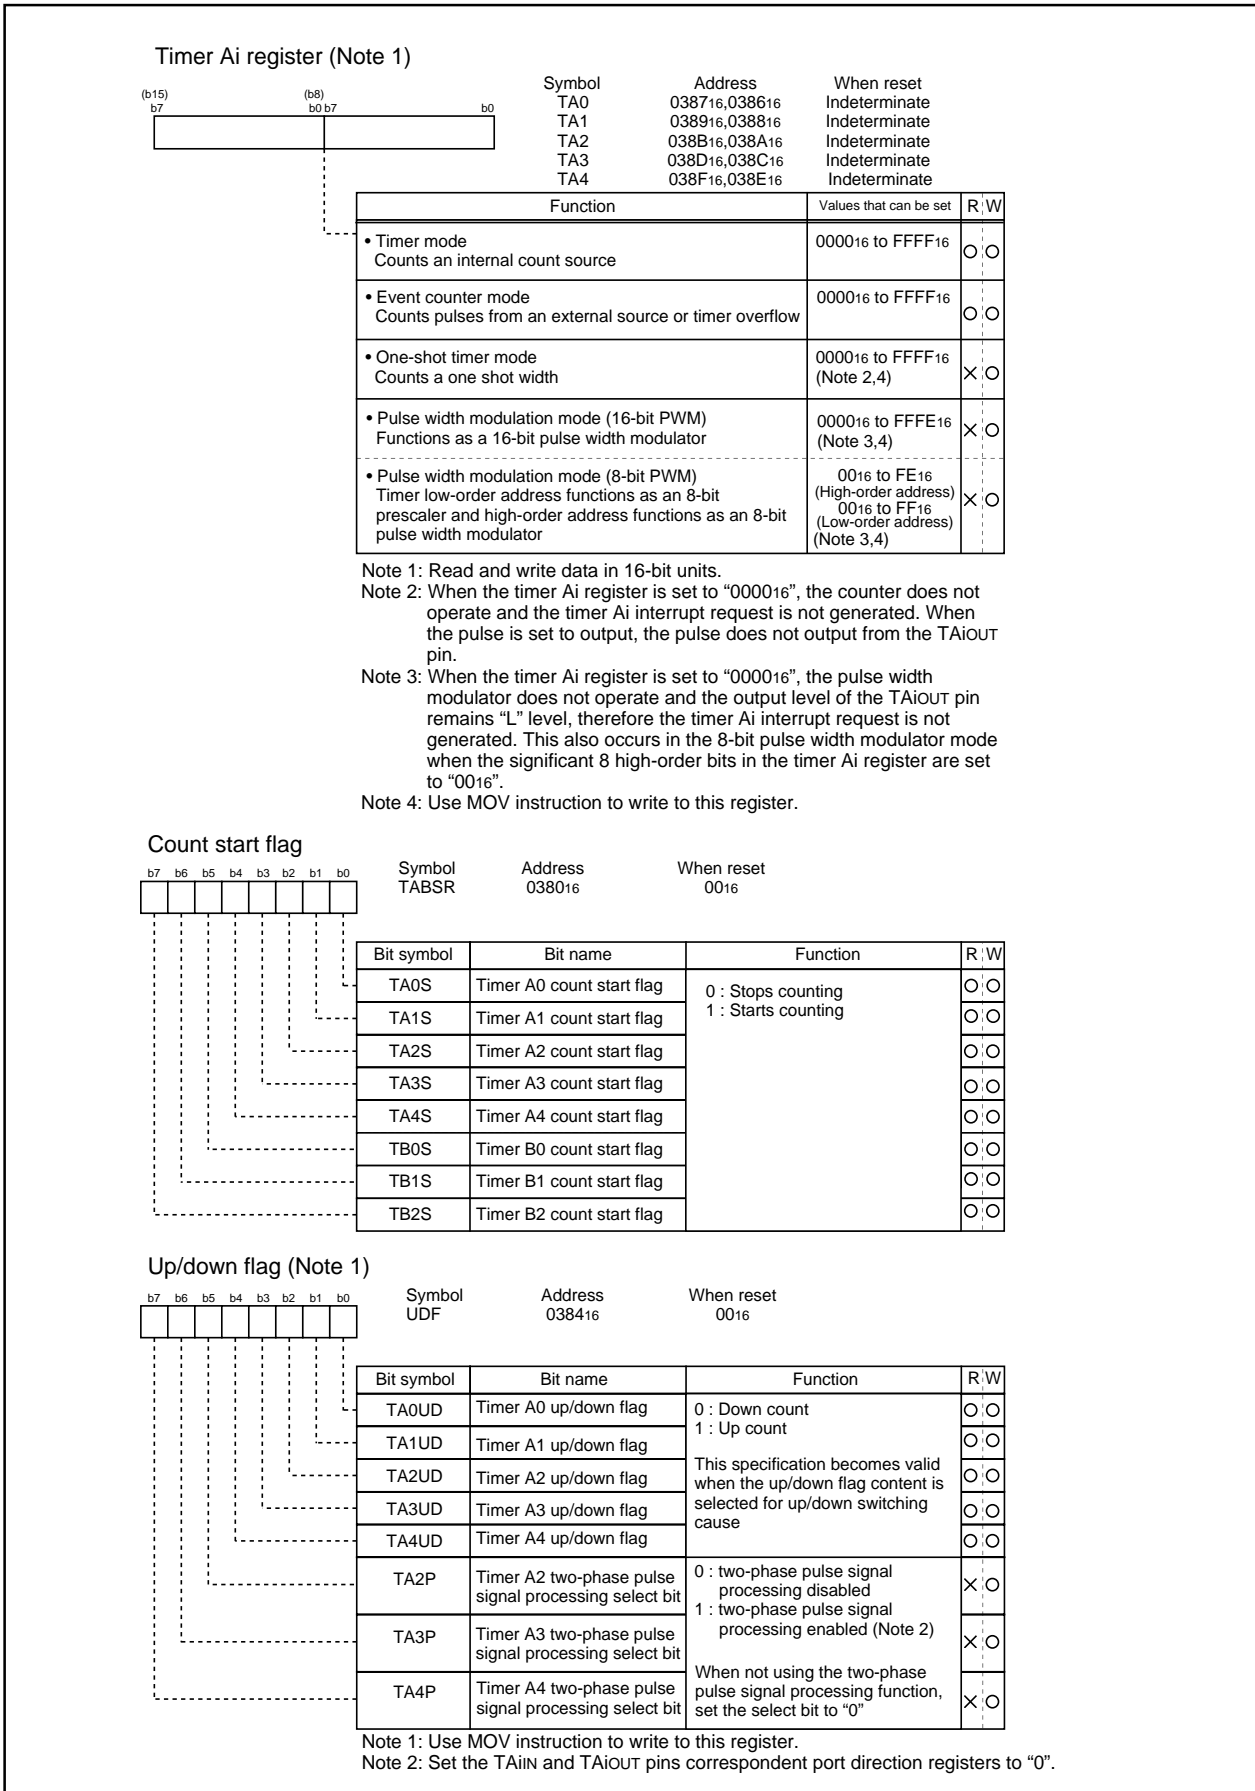 Timer Ai register (Note 1)
Symbol Address When reset
(b15) (b8)
b7 b0 b7 b0
TA0 038716,038616 Indeterminate
TA1 038916,038816 Indeterminate
TA2 038B16,038A16 Indeterminate
TA3 038D16,038C16 Indeterminate
TA4 038F16,038E16 Indeterminate
Function Values that can be set R W
• Timer mode 000016 to FFFF16
Counts an internal count source
• Event counter mode 000016 to FFFF16
Counts pulses from an external source or timer overflow
• One-shot timer mode 000016 to FFFF16
Counts a one shot width (Note 2,4)
• Pulse width modulation mode (16-bit PWM) 000016 to FFFE16
Functions as a 16-bit pulse width modulator (Note 3,4)
• Pulse width modulation mode (8-bit PWM) 0016 to FE16
Timer low-order address functions as an 8-bit (High-order address)
prescaler and high-order address functions as an 8-bit 0016 to FF16
pulse width modulator (Low-order address)
(Note 3,4)
Note 1: Read and write data in 16-bit units.
Note 2: When the timer Ai register is set to “000016”, the counter does not
operate and the timer Ai interrupt request is not generated. When
the pulse is set to output, the pulse does not output from the TAiOUT
pin.
Note 3: When the timer Ai register is set to “000016”, the pulse width
modulator does not operate and the output level of the TAiOUT pin
remains “L” level, therefore the timer Ai interrupt request is not
generated. This also occurs in the 8-bit pulse width modulator mode
when the significant 8 high-order bits in the timer Ai register are set
to “0016”.
Note 4: Use MOV instruction to write to this register.
Count start flag
b7 b6 b5 b4 b3 b2 b1 b0 Symbol Address When reset
TABSR 038016 0016
Bit symbol Bit name Function R W
TA0S Timer A0 count start flag 0 : Stops counting
TA1S Timer A1 count start flag 1 : Starts counting
TA2S Timer A2 count start flag
TA3S Timer A3 count start flag
TA4S Timer A4 count start flag
TB0S Timer B0 count start flag
TB1S Timer B1 count start flag
TB2S Timer B2 count start flag
Up/down flag (Note 1)
b7 b6 b5 b4 b3 b2 b1 b0 Symbol Address When reset
UDF 038416 0016
Bit symbol Bit name Function R W
TA0UD Timer A0 up/down flag 0 : Down count
1 : Up count
TA1UD Timer A1 up/down flag
This specification becomes valid
TA2UD Timer A2 up/down flag when the up/down flag content is
TA3UD Timer A3 up/down flag selected for up/down switching
cause
TA4UD Timer A4 up/down flag
TA2P Timer A2 two-phase pulse 0 : two-phase pulse signal
signal processing select bit processing disabled
1 : two-phase pulse signal
TA3P Timer A3 two-phase pulse processing enabled (Note 2)
signal processing select bit
When not using the two-phase
TA4P Timer A4 two-phase pulse pulse signal processing function,
signal processing select bit set the select bit to “0”
Note 1: Use MOV instruction to write to this register.
Note 2: Set the TAiIN and TAiOUT pins correspondent port direction registers to “0”.